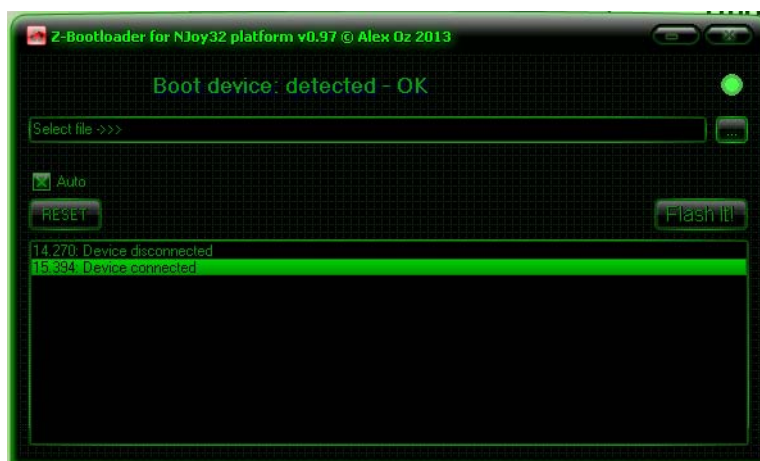 Z-Bootloader for NJoy32 platform v0.97 © Alex Oz 2013
Boot device: detected - OK
Select file ->>>
...
Auto
RESET
Flash It!
14.270: Device disconnected
15.394: Device connected